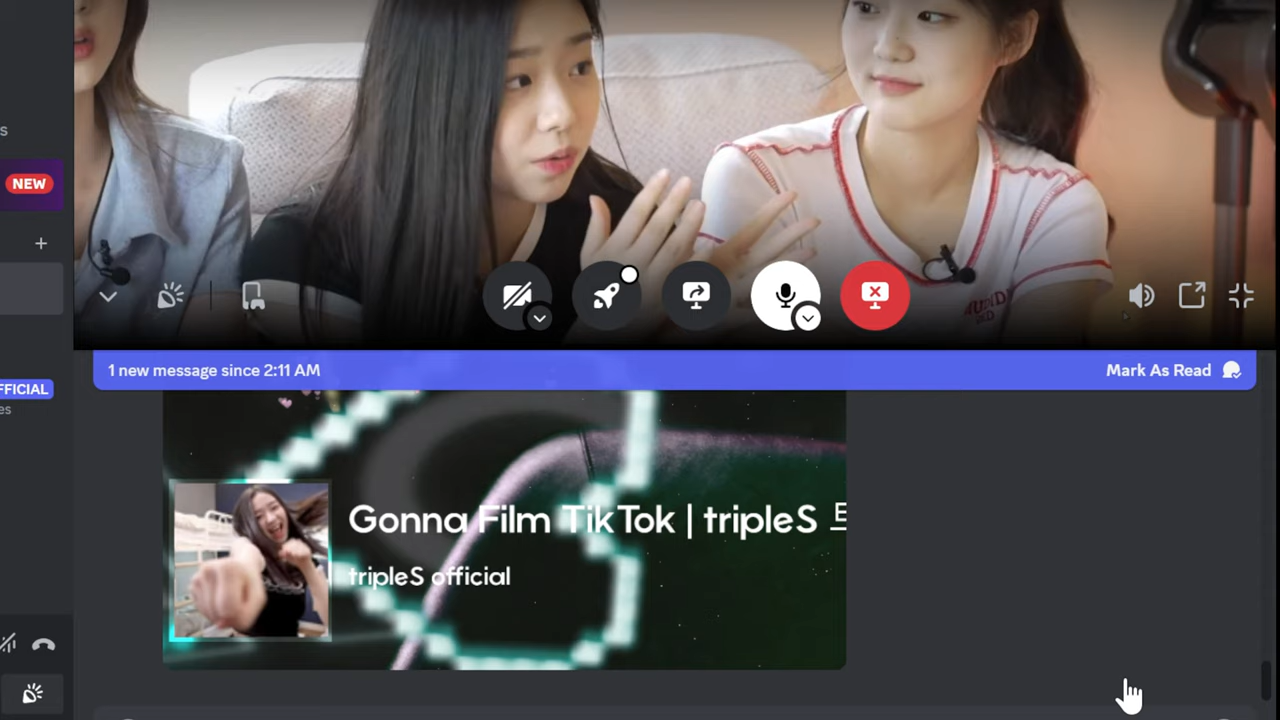 s
NEW
1 new message since 2:11 AM
Mark As Read
FFICIAL
es
Gonna Film TikTok | tripleS
tripleS official